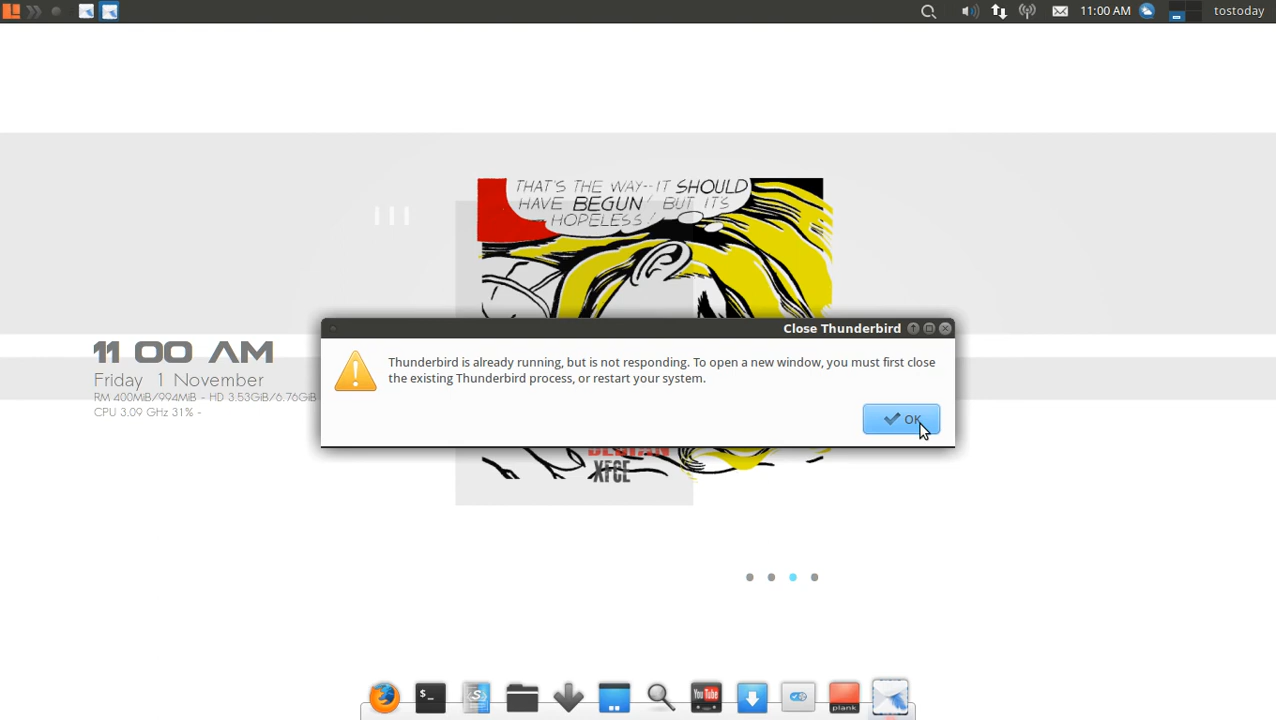 11:00 AM
tostoday
THAT'S THE WAY--IT SHOULD
HAVE BEGUN! BUT IT'S
HOPELESS!
Close Thunderbird
Thunderbird is already running, but is not responding. To open a new window, you must first close
the existing Thunderbird process, or restart your system.
OK
11 00 AM
Friday 1 November
RM 400MiB/994MiB - HD 3.53GiB/6.76GiB
CPU 3.09 GHz 31% -
XFCE
$_
S
You Tube
plank